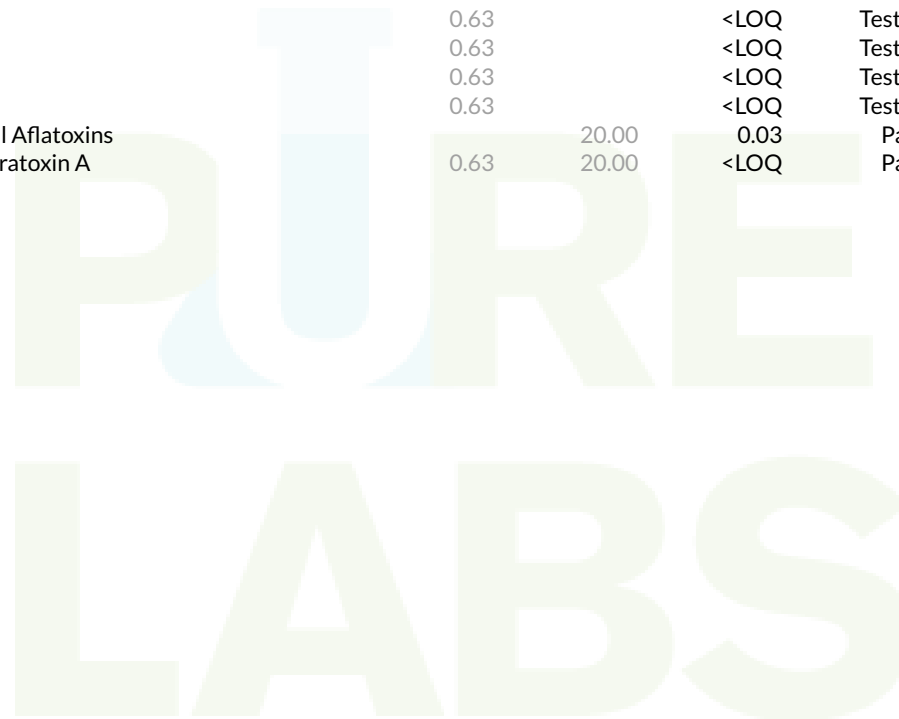 0.63 <LOQ Test
0.63 <LOQ Test
0.63 <LOQ Test
0.63 <LOQ Test
l Aflatoxins 20.00 0.03 Pa
ratoxin A 0.63 20.00 <LOQ Pa
PURE
LABS